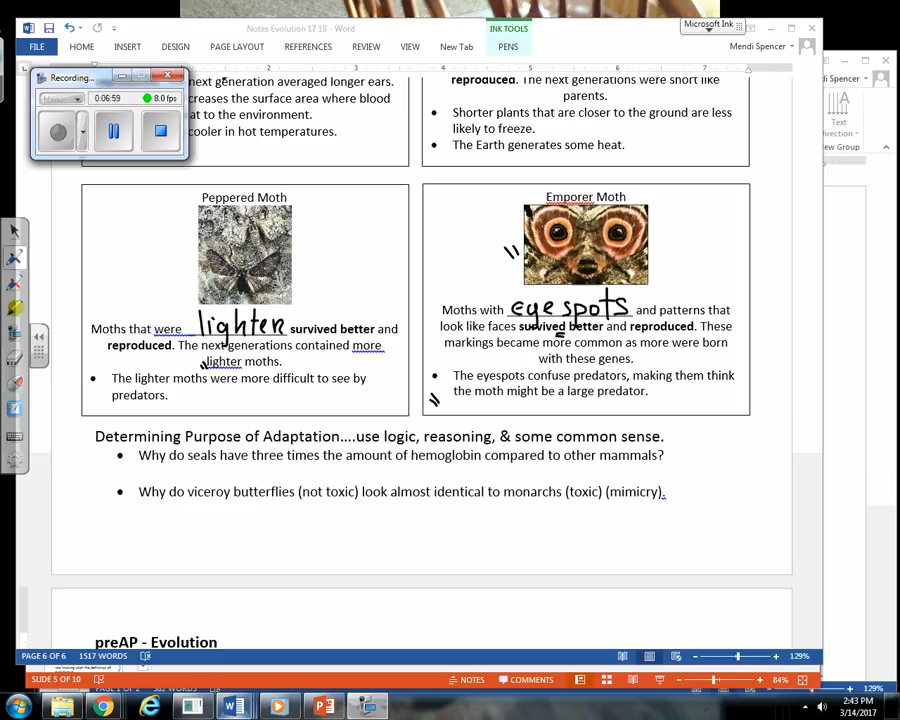 Notes Evolution 17 18 - Word
INK TOOLS
Microsoft Ink
FILE HOME INSERT DESIGN PAGE LAYOUT REFERENCES REVIEW VIEW New Tab PENS
Mendi Spencer
di Spencer
Recording...
Menu
0:06:59
8.0 fps
Text
Direction
View Group
next generation averaged longer ears.
creases the surface area where blood
at to the environment.
cooler in hot temperatures.
reproduced. The next generations were short like
parents.
• Shorter plants that are closer to the ground are less
likely to freeze.
• The Earth generates some heat.
Peppered Moth
Moths that were lighter survived better and
reproduced. The next generations contained more
lighter moths.
• The lighter moths were more difficult to see by
predators.
Emporer Moth
Moths with eyespots and patterns that
look like faces survived better and reproduced. These
markings became more common as more were born
with these genes.
• The eyespots confuse predators, making them think
the moth might be a large predator.
Determining Purpose of Adaptation....use logic, reasoning, & some common sense.
• Why do seals have three times the amount of hemoglobin compared to other mammals?
• Why do viceroy butterflies (not toxic) look almost identical to monarchs (toxic) (mimicry).
preAP - Evolution
PAGE 6 OF 6 1517 WORDS 129%
SLIDE 5 OF 10 NOTES COMMENTS 84%
129%
2:43 PM
3/14/2017